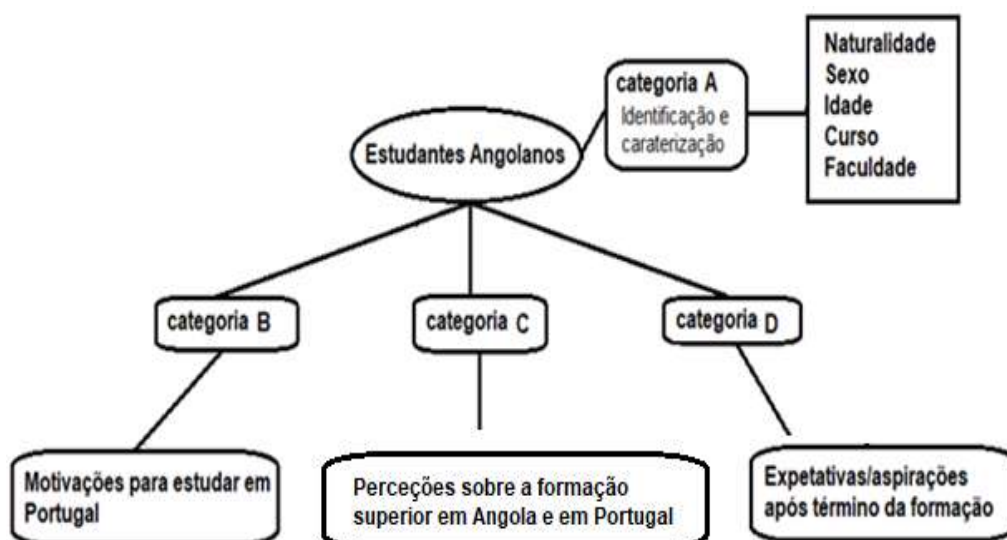 Estudantes Angolanos
categoria A
Identificação e
caraterização
Naturalidade
Sexo
Idade
Curso
Faculdade
categoria B
categoria C
categoria D
Motivações para estudar em
Portugal
Perceções sobre a formação
superior em Angola e em Portugal
Expetativas/aspirações
após término da formação